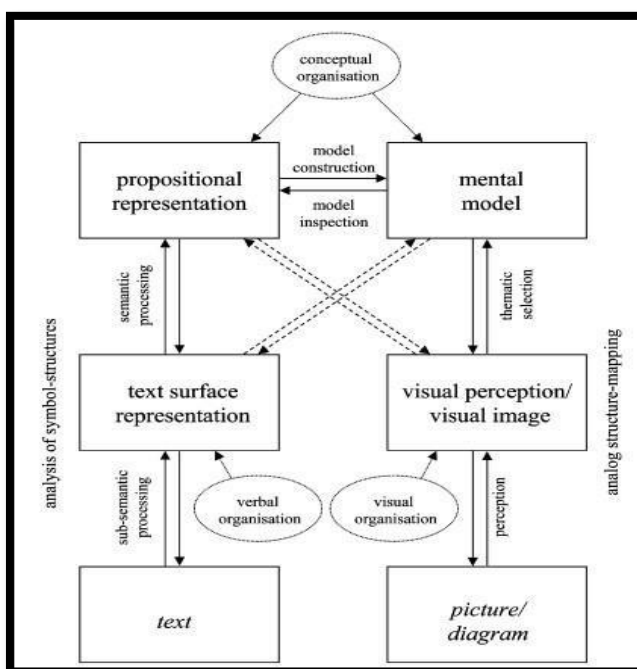 conceptual
organisation
propositional
representation
model
construction
model
inspection
mental
model
semantic
processing
thematic
selection
analysis of symbol-structures
text surface
representation
visual perception/
visual image
analog structure-mapping
verbal
organisation
visual
organisation
sub-semantic
processing
perception
text
picture/
diagram